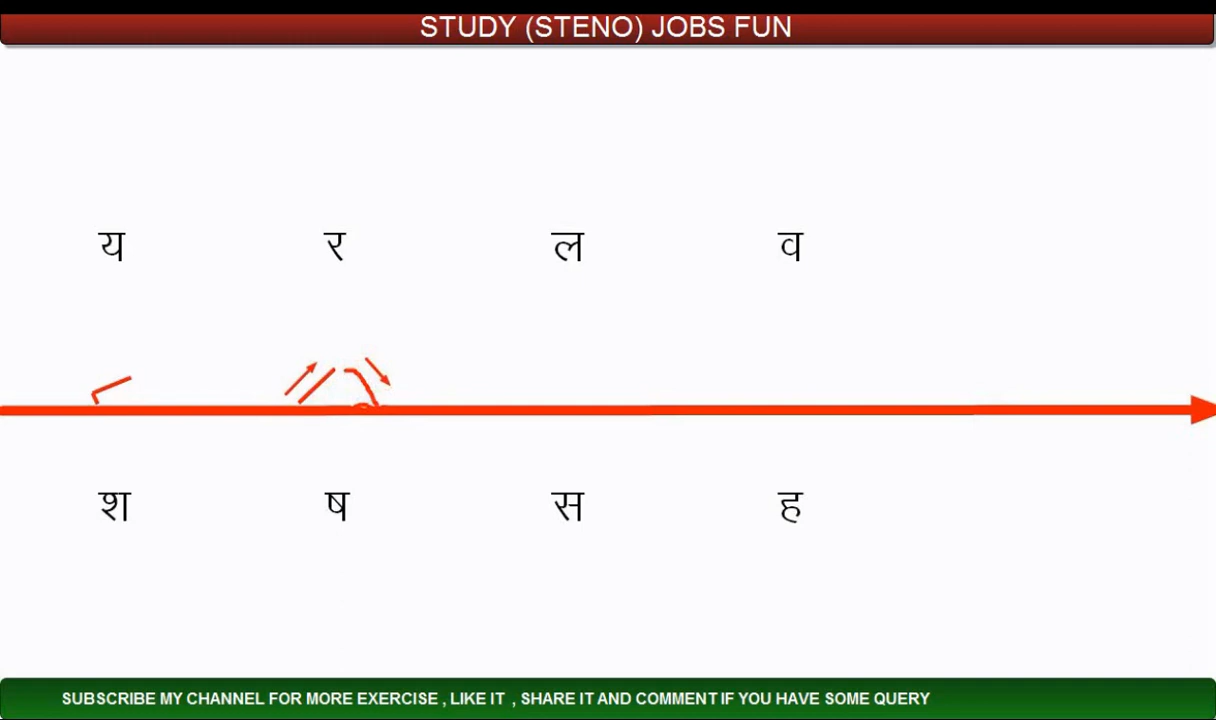 STUDY (STENO) JOBS FUN
य र ल व
श ष स ह
SUBSCRIBE MY CHANNEL FOR MORE EXERCISE , LIKE IT , SHARE IT AND COMMENT IF YOU HAVE SOME QUERY